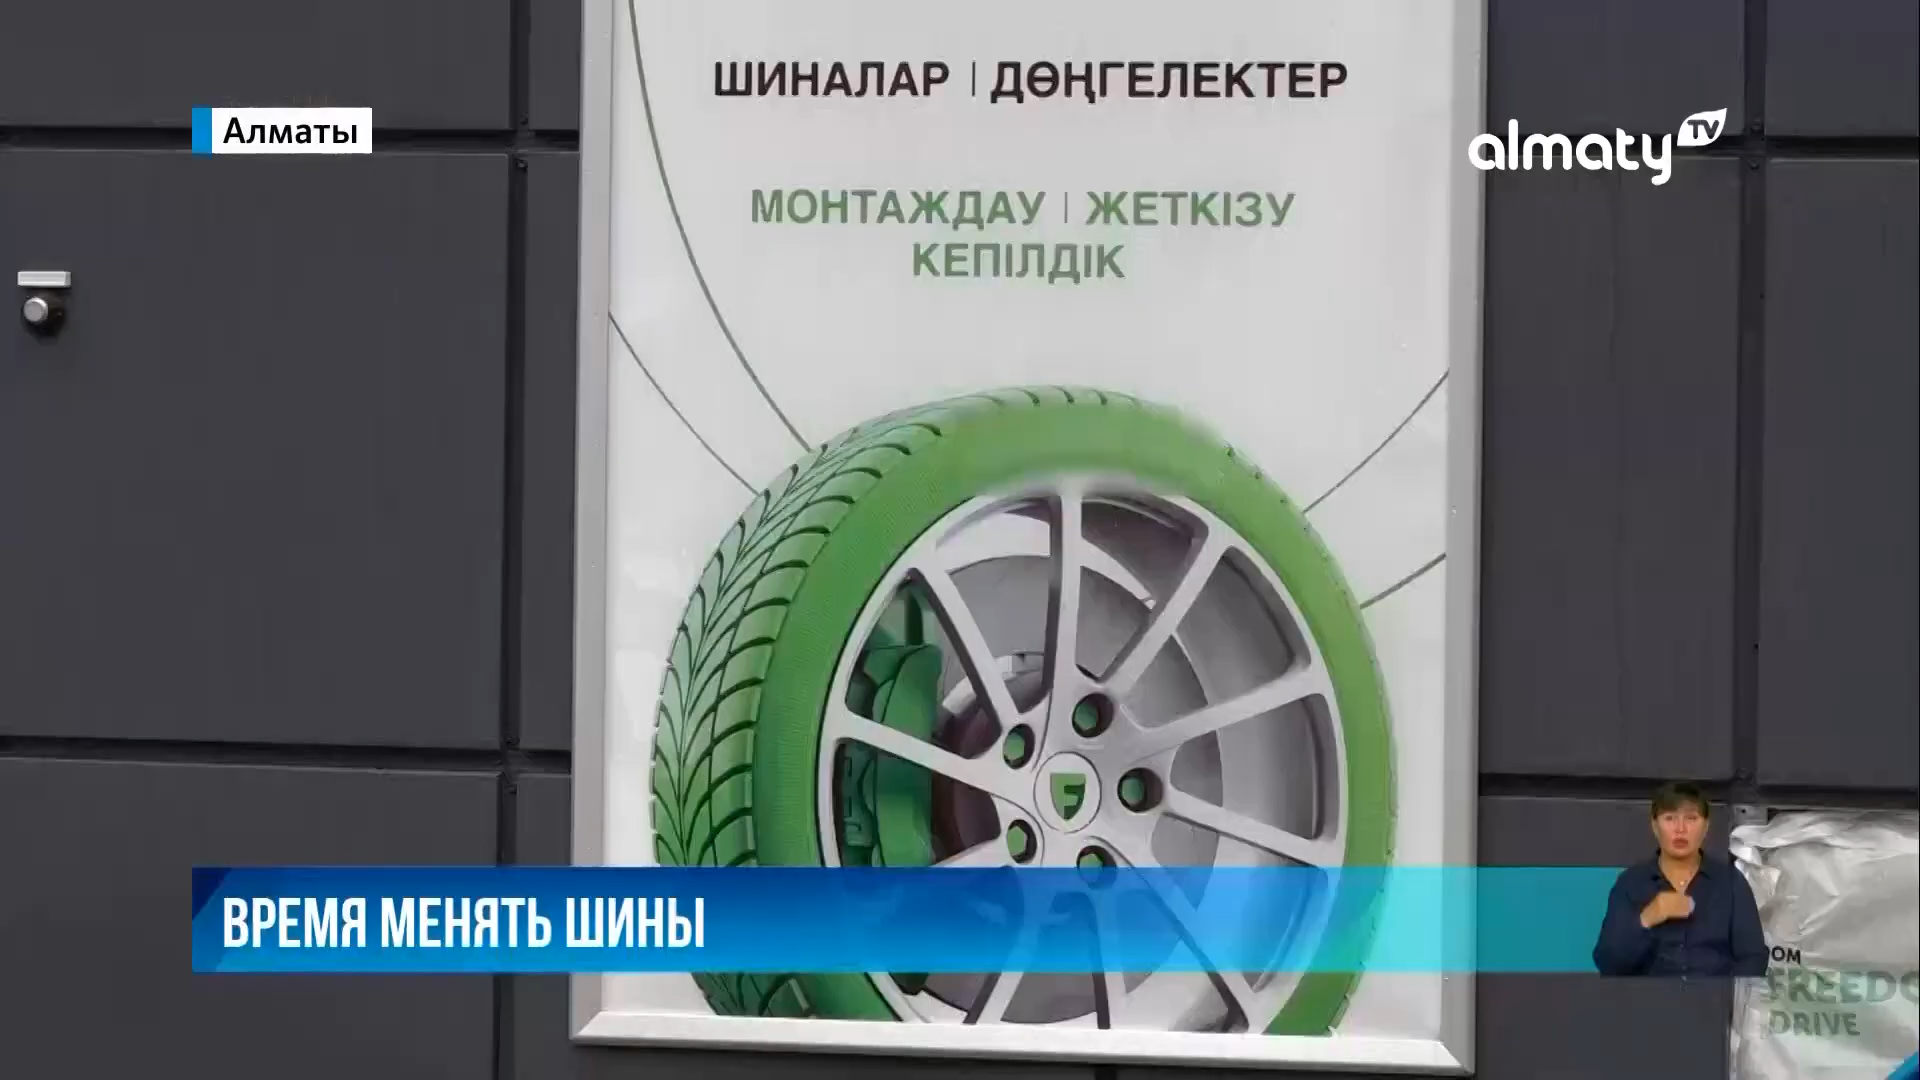 ШИНАЛАР | ДӨҢГЕЛЕКТЕР
Алматы
almaty TV
МОНТАЖДАУ | ЖЕТКІЗУ
КЕПІЛДІК
ВРЕМЯ МЕНЯТЬ ШИНЫ
DRIVE